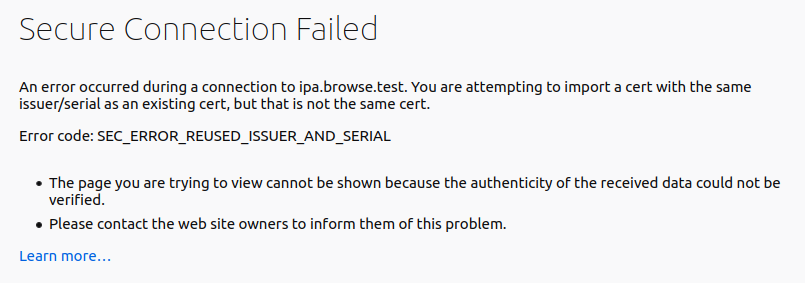 Secure Connection Failed
An error occurred during a connection to ipa.browse.test. You are attempting to import a cert with the same
issuer/serial as an existing cert, but that is not the same cert.
Error code: SEC_ERROR_REUSED_ISSUER_AND_SERIAL
• The page you are trying to view cannot be shown because the authenticity of the received data could not be
verified.
• Please contact the web site owners to inform them of this problem.
Learn more…